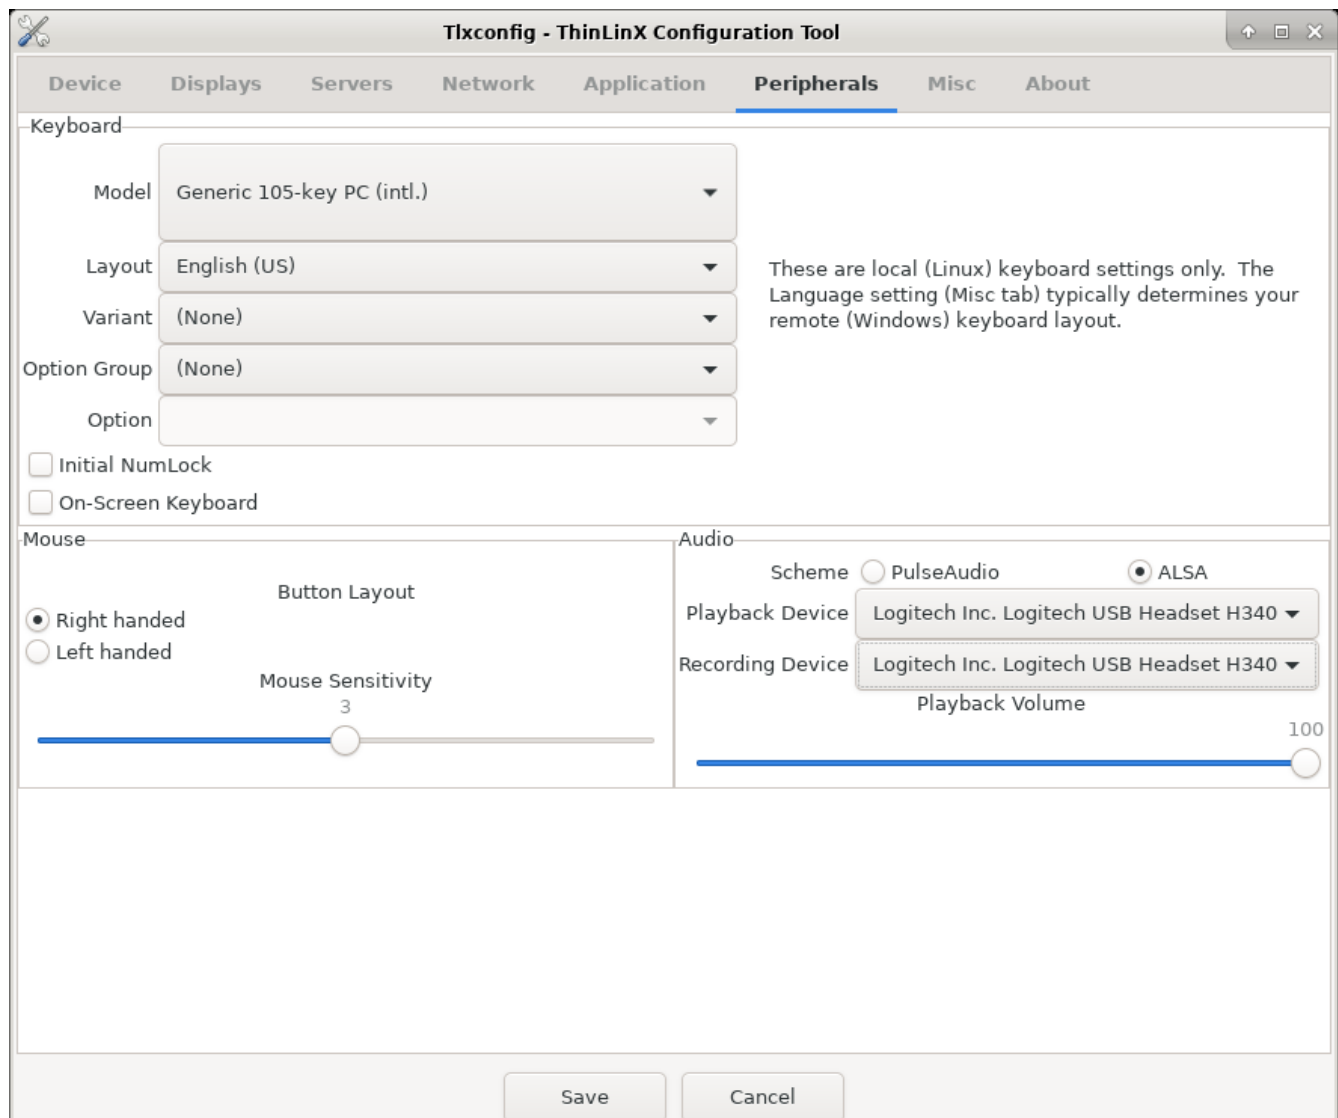 Tlxconfig - ThinLinX Configuration Tool
Device Displays Servers Network Application Peripherals Misc About
Keyboard
Model Generic 105-key PC (intl.)
Layout English (US)
Variant (None)
Option Group (None)
Option
These are local (Linux) keyboard settings only.  The
Language setting (Misc tab) typically determines your
remote (Windows) keyboard layout.
Initial NumLock
On-Screen Keyboard
Mouse
Button Layout
Right handed
Left handed
Mouse Sensitivity
3
Audio
Scheme PulseAudio ALSA
Playback Device Logitech Inc. Logitech USB Headset H340
Recording Device Logitech Inc. Logitech USB Headset H340
Playback Volume
100
Save Cancel